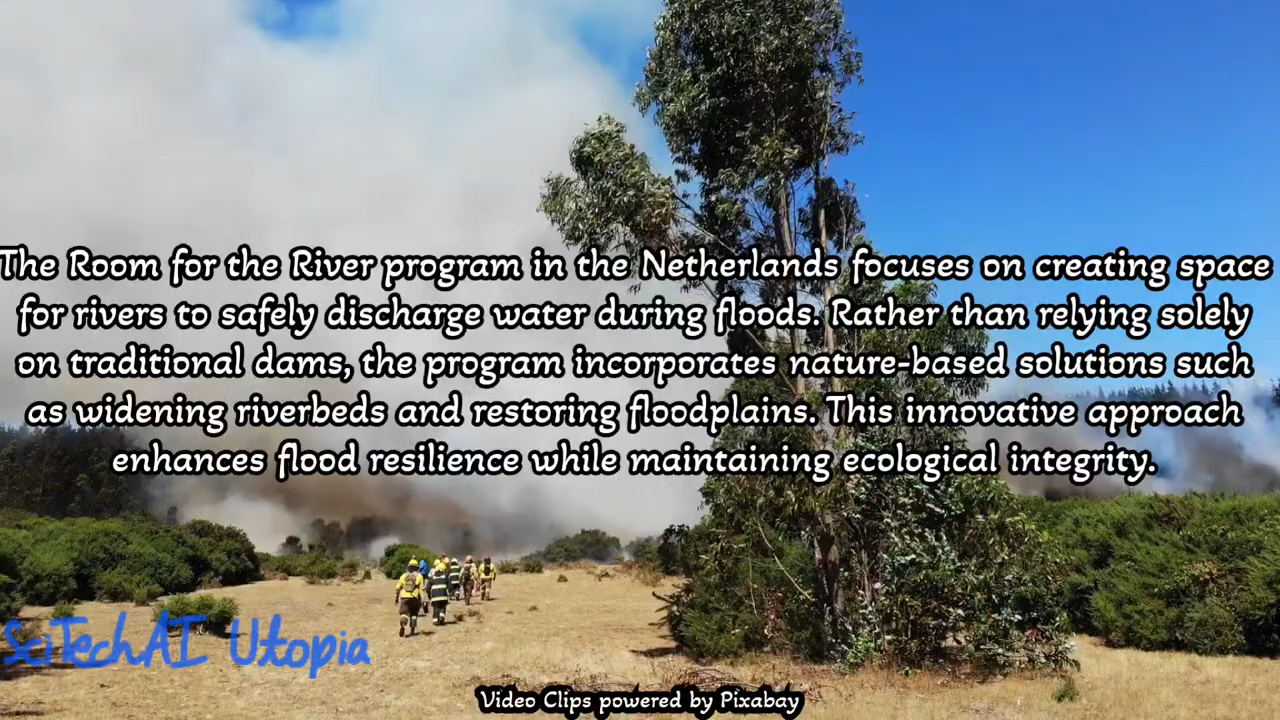 The Room for the River program in the Netherlands focuses on creating space
for rivers to safely discharge water during floods. Rather than relying solely
on traditional dams, the program incorporates nature-based solutions such
as widening riverbeds and restoring floodplains. This innovative approach
enhances flood resilience while maintaining ecological integrity.
SciTechAI Utopia
Video Clips powered by Pixabay